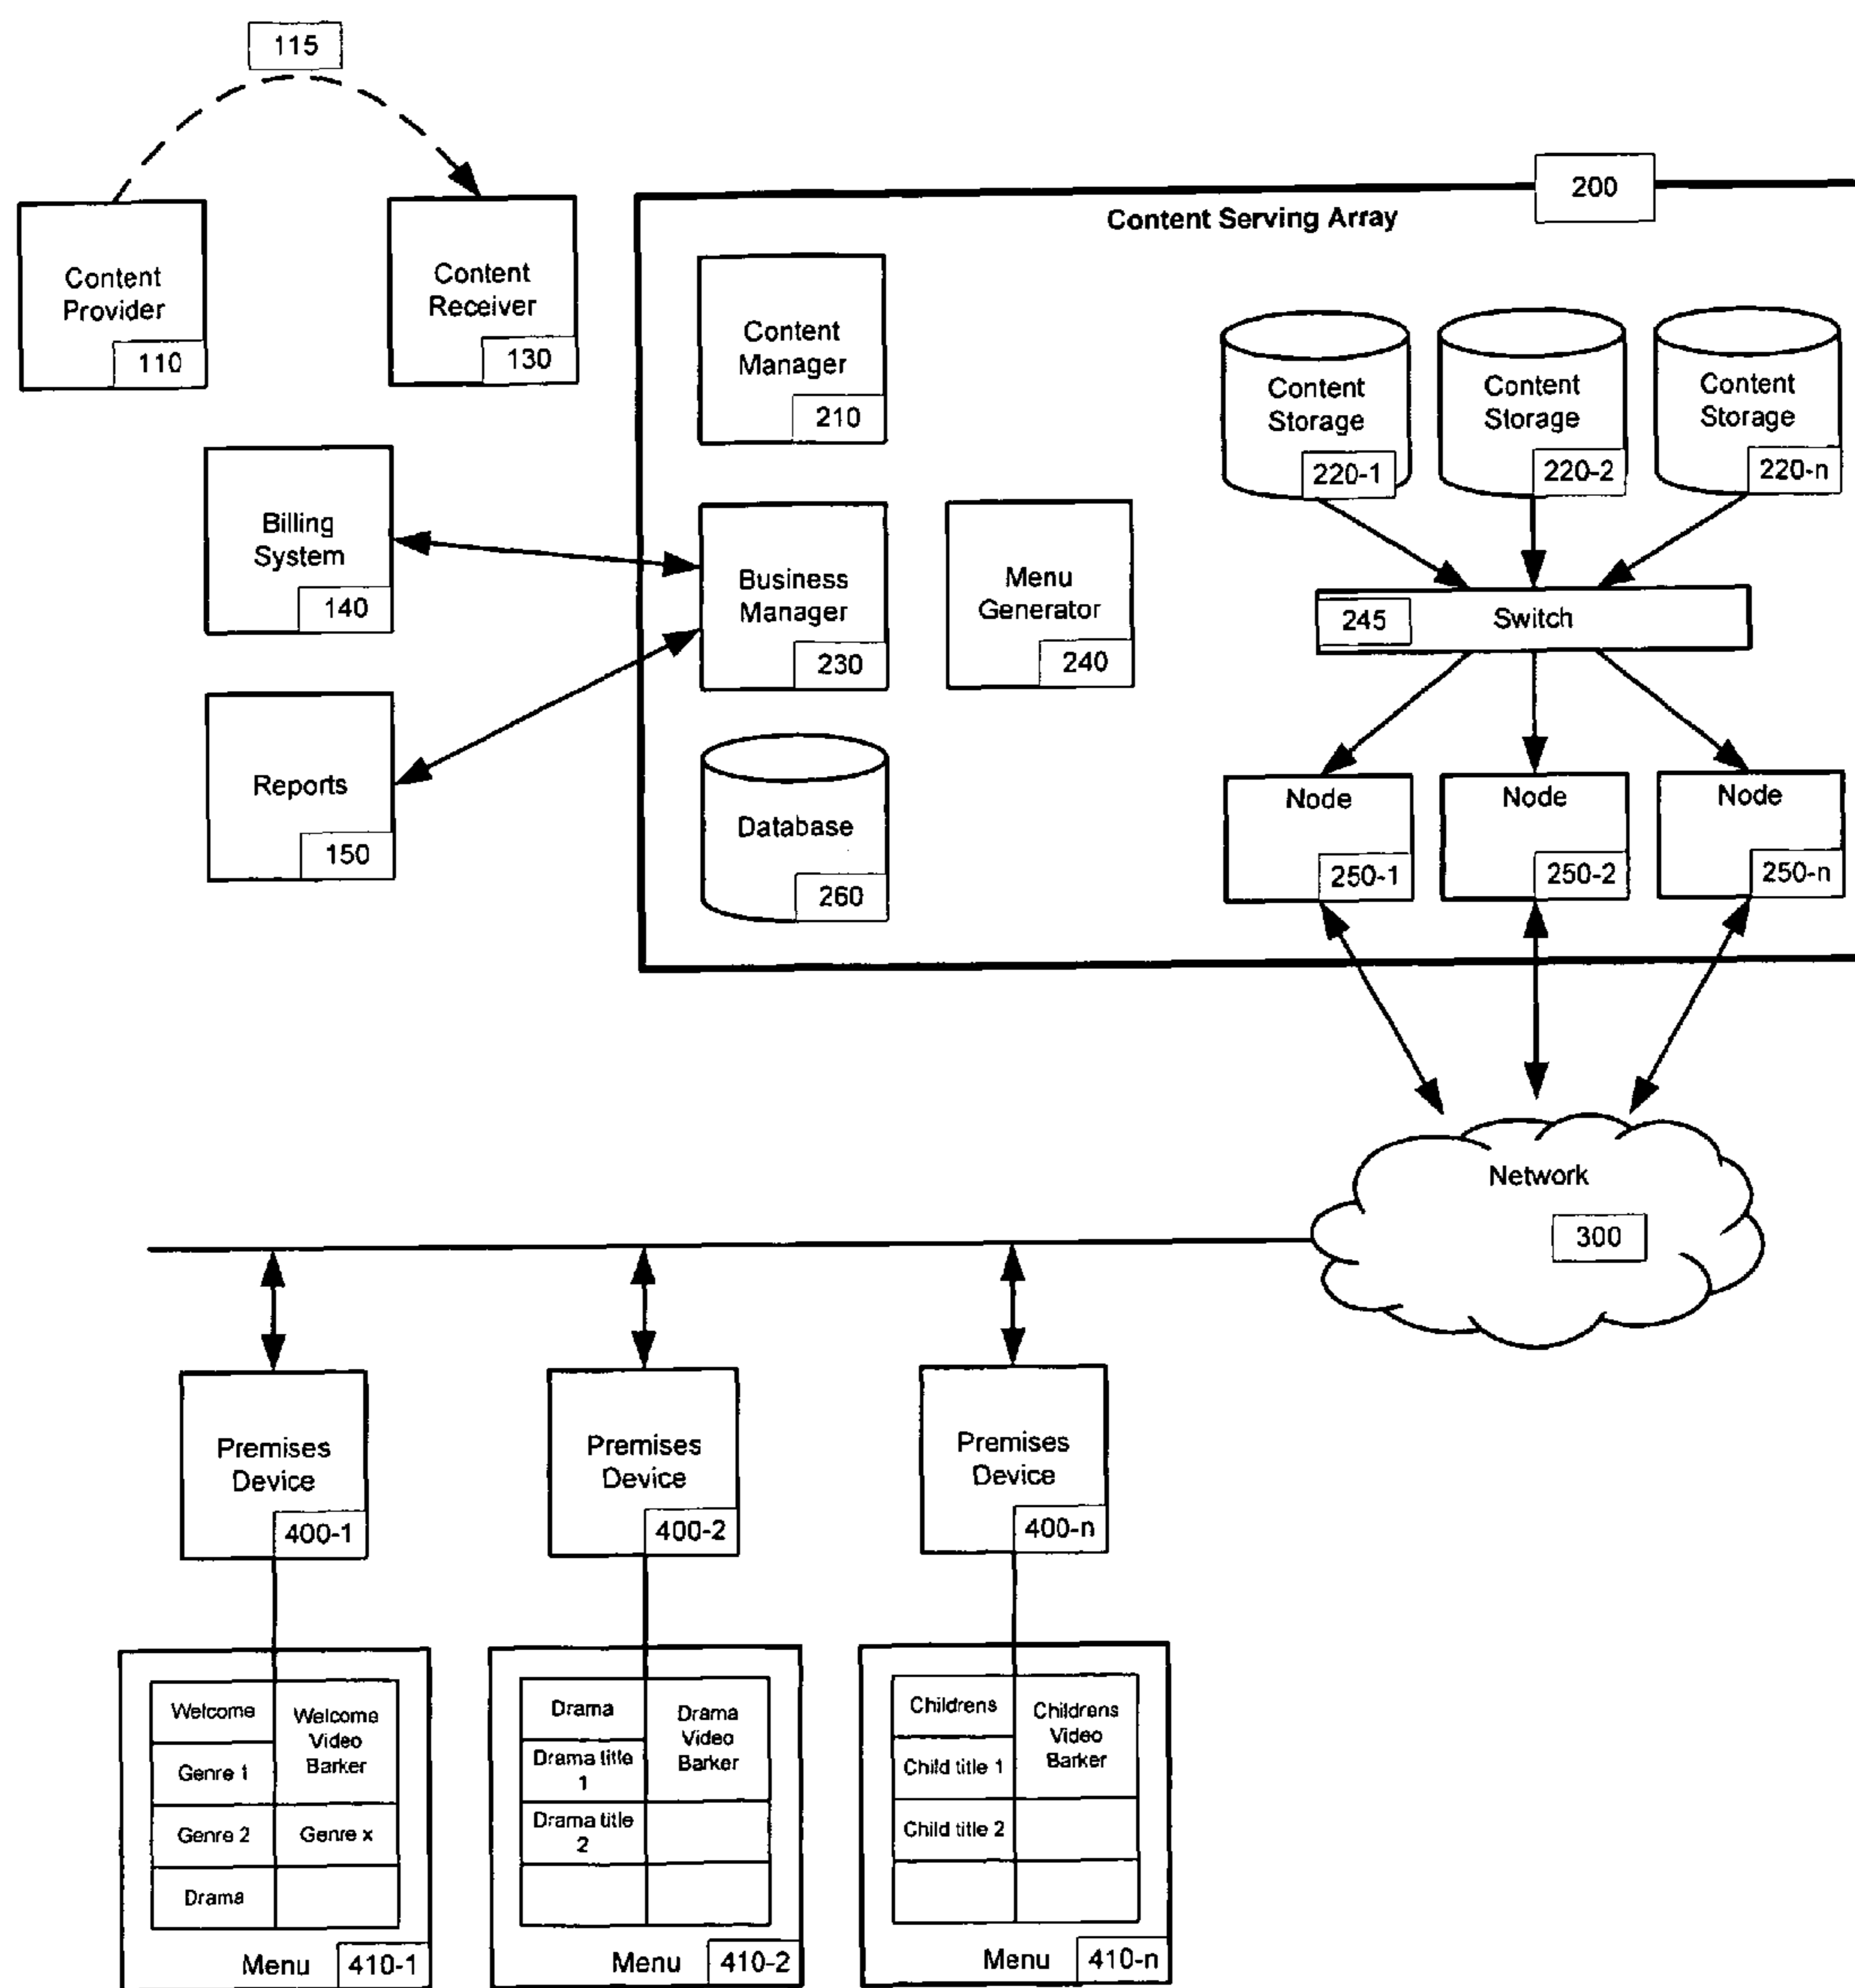 115
200
Content Serving Array
Content
Provider
110
Content
Receiver
130
Content
Manager
210
Content
Storage
220-1
Content
Storage
220-2
Content
Storage
220-n
Billing
System
140
Business
Manager
230
Menu
Generator
240
245
Switch
Reports
150
Database
260
Node
250-1
Node
250-2
Node
250-n
Network
300
Premises
Device
400-1
Premises
Device
400-2
Premises
Device
400-n
Welcome
Welcome
Video
Barker
Genre 1
Genre 2
Genre x
Drama
Menu
410-1
Drama
Drama
Video
Barker
Drama title
1
Drama title
2
Menu
410-2
Childrens
Childrens
Video
Barker
Child title 1
Child title 2
Menu
410-n